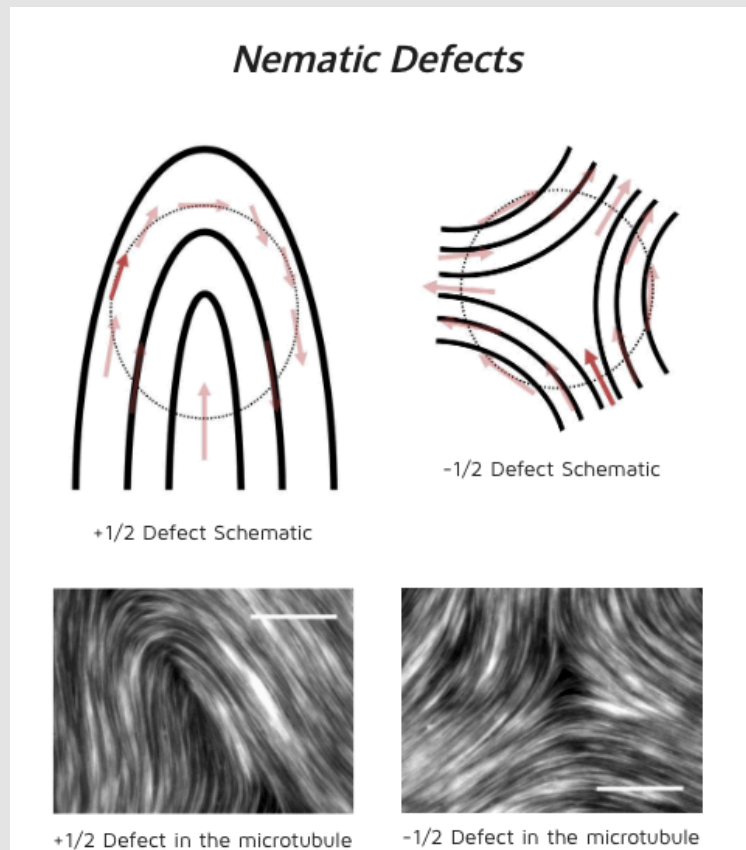 Nematic Defects
-1/2 Defect Schematic
+1/2 Defect Schematic
+1/2 Defect in the microtubule
-1/2 Defect in the microtubule